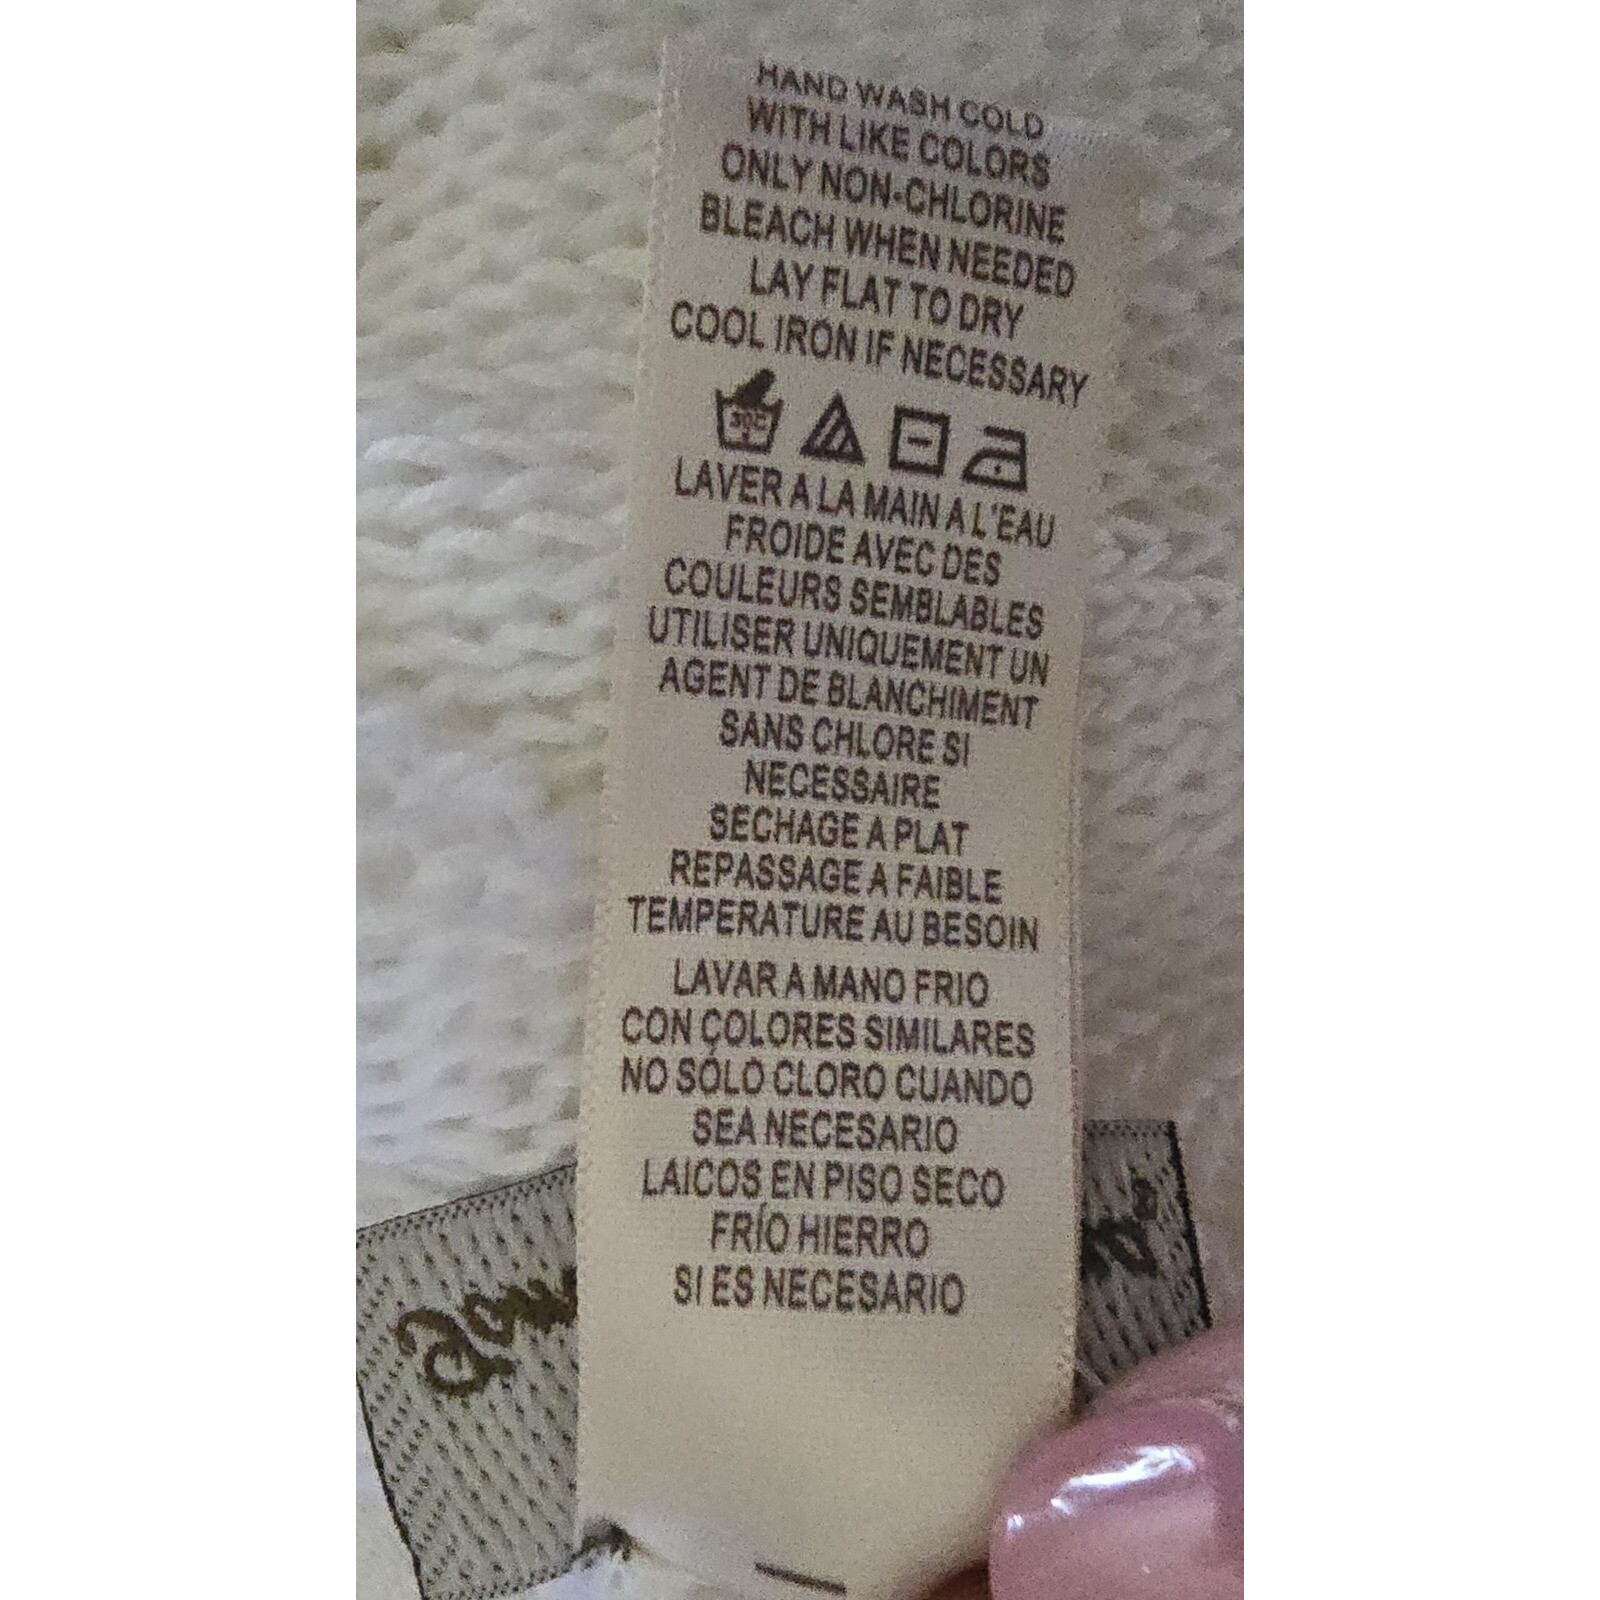 HAND WASH COLD
WITH LIKE COLORS
ONLY NON-CHLORINE
BLEACH WHEN NEEDED
LAY FLAT TO DRY
COOL IRON IF NECESSARY
30C
LAVER A LA MAIN A L'EAU
FROIDE AVEC DES
COULEURS SEMBLABLES
UTILISER UNIQUEMENT UN
AGENT DE BLANCHIMENT
SANS CHLORE SI
NECESSAIRE
SECHAGE A PLAT
REPASSAGE A FAIBLE
TEMPERATURE AU BESOIN
LAVAR A MANO FRIO
CON COLORES SIMILARES
NO SÓLO CLORO CUANDO
SEA NECESARIO
LAICOS EN PISO SECO
FRÍO HIERRO
SI ES NECESARIO